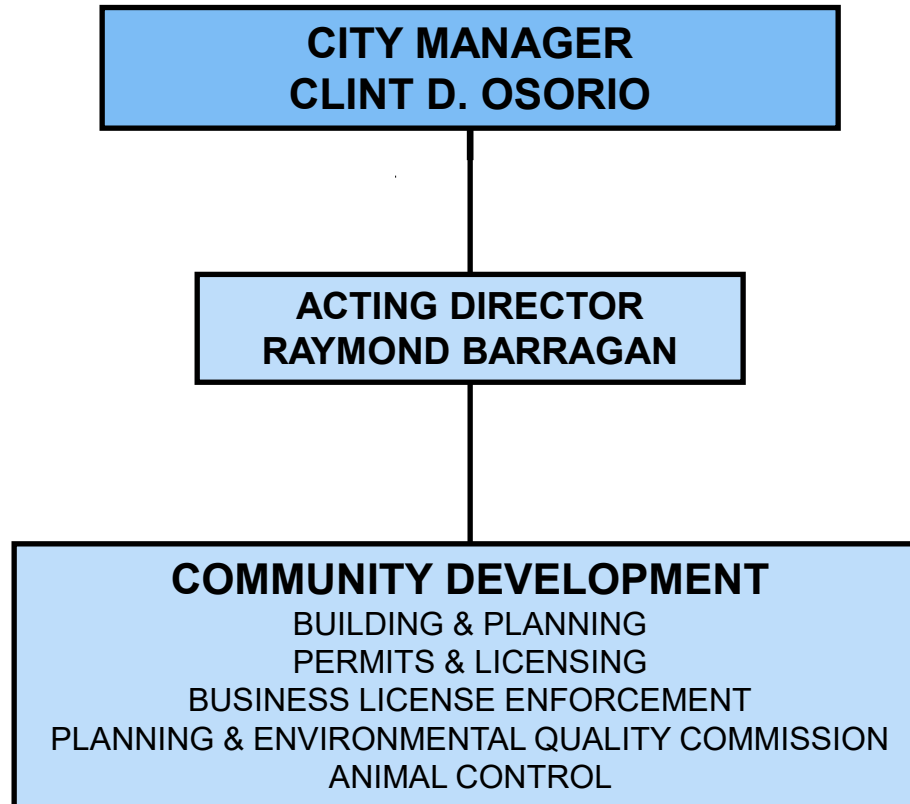 CITY MANAGER
CLINT D. OSORIO
ACTING DIRECTOR
RAYMOND BARRAGAN
COMMUNITY DEVELOPMENT
BUILDING & PLANNING
PERMITS & LICENSING
BUSINESS LICENSE ENFORCEMENT
PLANNING & ENVIRONMENTAL QUALITY COMMISSION
ANIMAL CONTROL